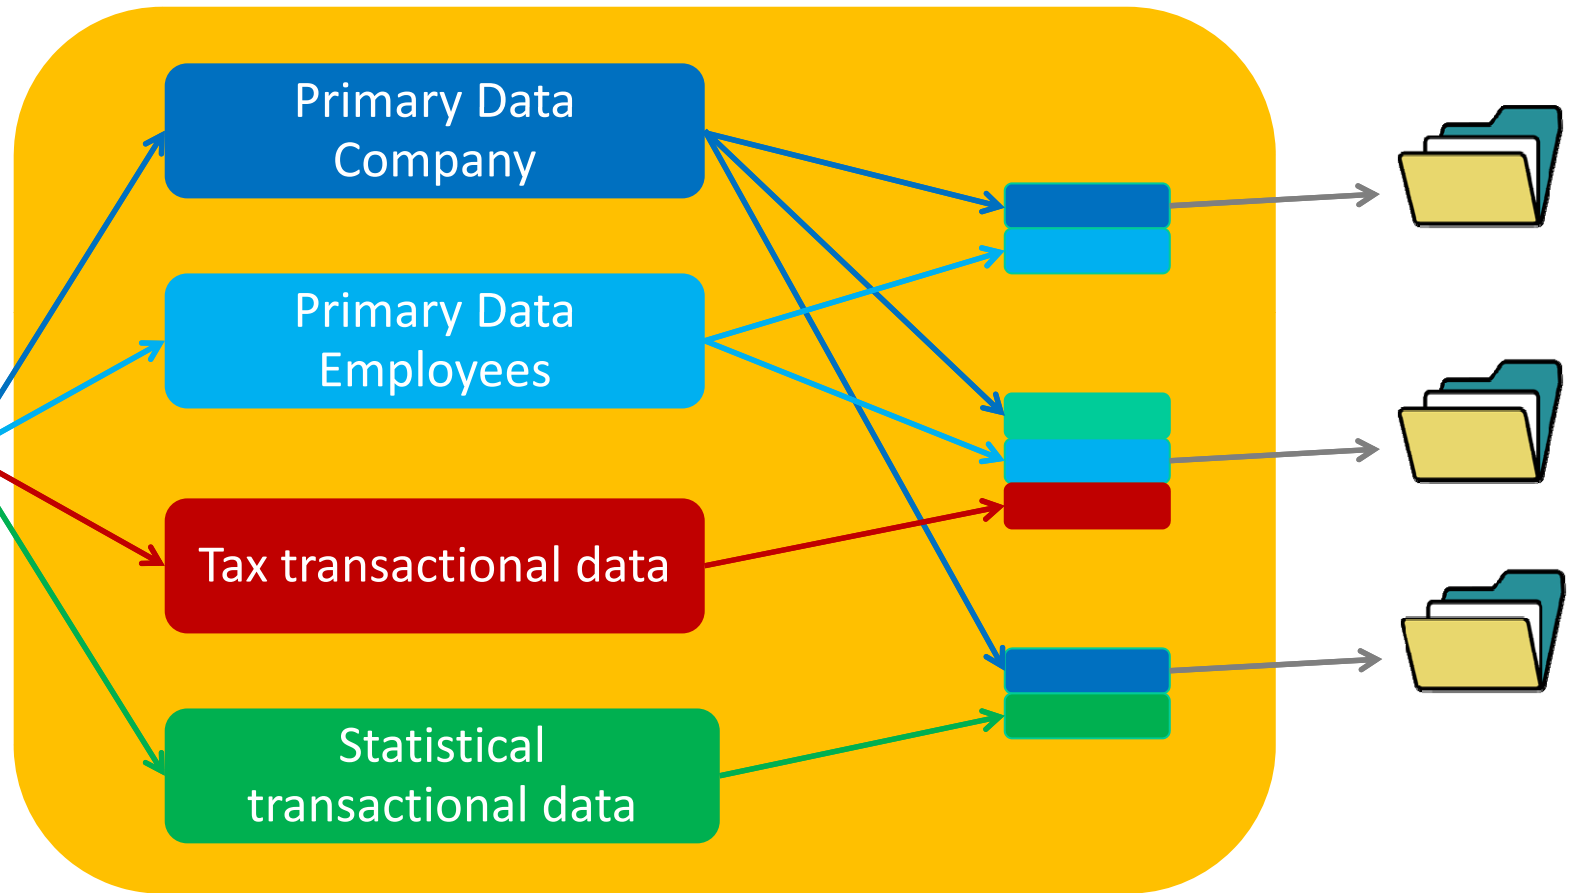 Primary Data
Company
Primary Data
Employees
Tax transactional data
Statistical
transactional data